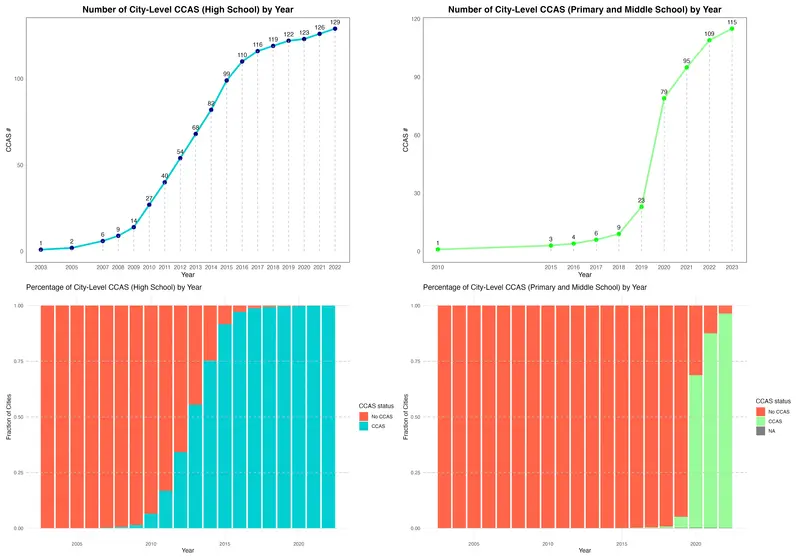 Number of City-Level CCAS (High School) by Year
CCAS #
100
50
0
1
2
6
9
14
27
40
54
68
82
99
110
116
119
122
123
126
129
2003
2005
2007 2008 2009 2010 2011 2012 2013 2014 2015 2016 2017 2018 2019 2020 2021 2022
Year
Number of City-Level CCAS (Primary and Middle School) by Year
CCAS #
120
90
60
30
0
1
3
4
6
9
23
79
95
109
115
2010
2015 2016 2017 2018 2019 2020 2021 2022 2023
Year
Percentage of City-Level CCAS (High School) by Year
Fraction of Cities
1.00
0.75
0.50
0.25
0.00
2005 2010 2015 2020
Year
CCAS status
No CCAS
CCAS
Percentage of City-Level CCAS (Primary and Middle School) by Year
Fraction of Cities
1.00
0.75
0.50
0.25
0.00
2005 2010 2015 2020
Year
CCAS status
No CCAS
CCAS
NA